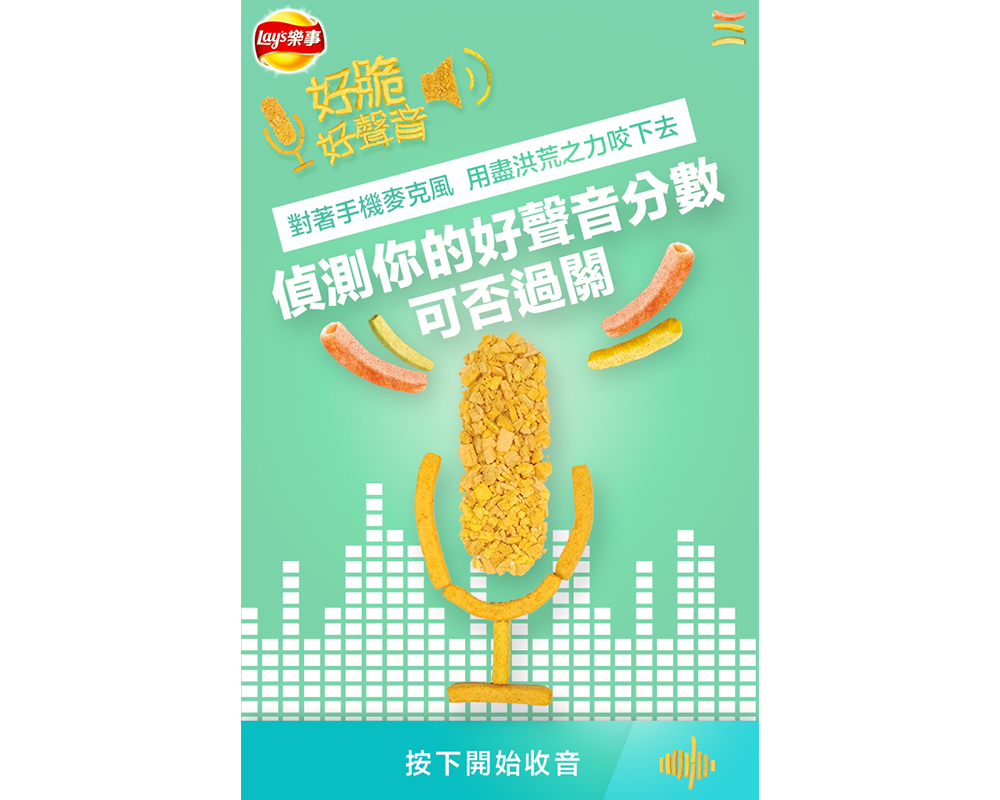 Lay's樂事
好脆
好聲音
對著手機麥克風 用盡洪荒之力咬下去
偵測你的好聲音分數
可否過關
按下開始收音